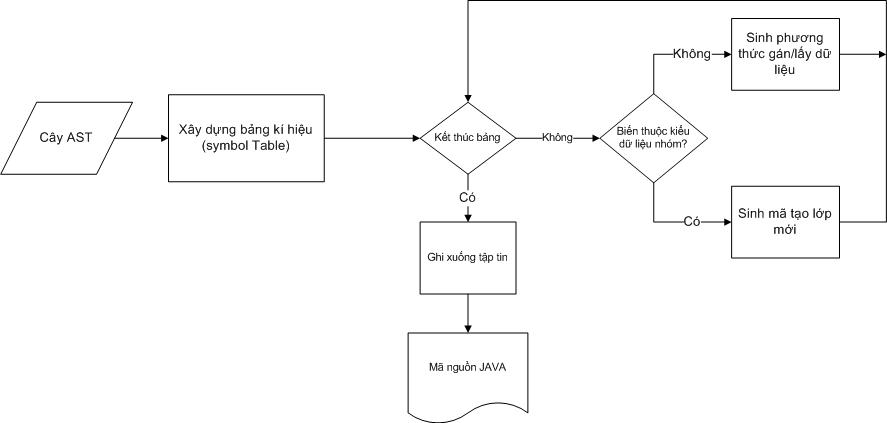 Cây AST
Xây dựng bảng kí hiệu
(symbol Table)
Kết thúc bảng
Không
Biến thuộc kiểu
dữ liệu nhóm?
Không
Sinh phương
thức gán/lấy dữ
liệu
Có
Sinh mã tạo lớp
mới
Có
Ghi xuống tập tin
Mã nguồn JAVA